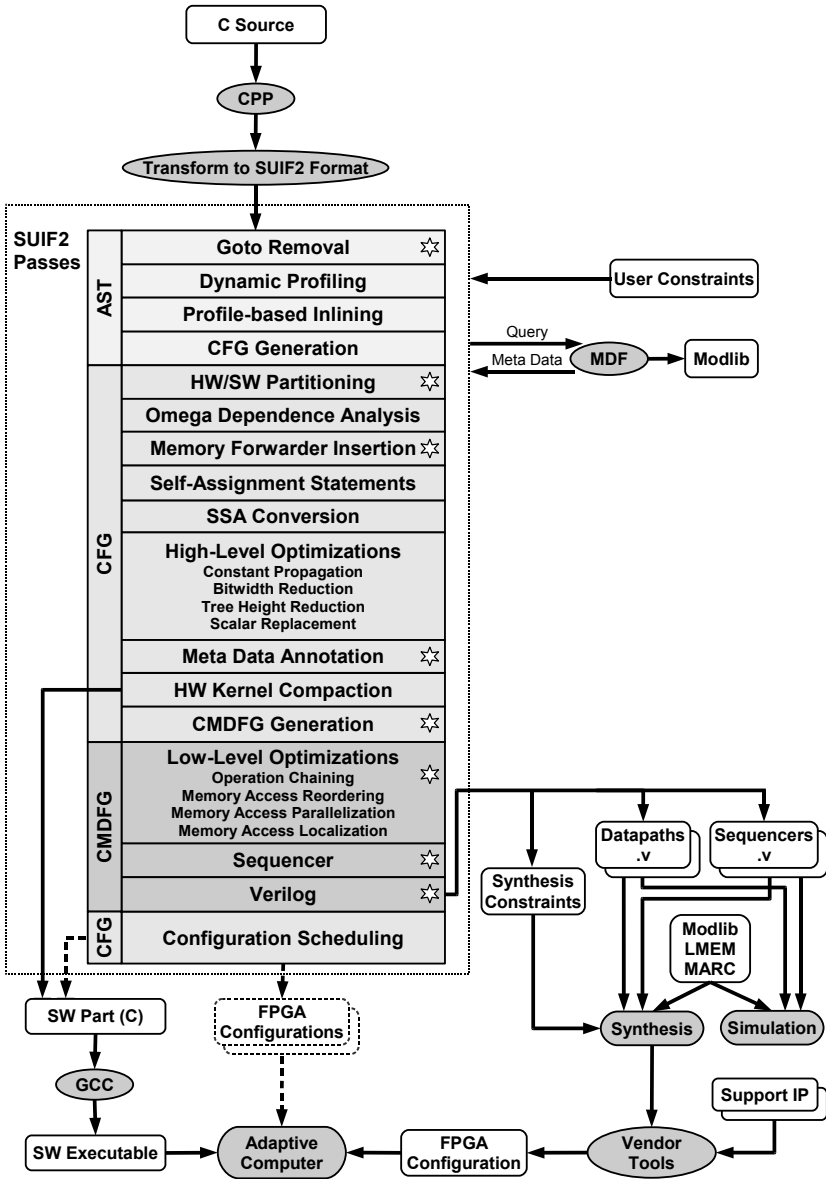 C Source
CPP
Transform to SUIF2 Format
SUIF2
Passes
AST
Goto Removal
Dynamic Profiling
Profile-based Inlining
CFG Generation
User Constraints
Query
Meta Data
MDF
Modlib
CFG
HW/SW Partitioning
Omega Dependence Analysis
Memory Forwarder Insertion
Self-Assignment Statements
SSA Conversion
High-Level Optimizations
Constant Propagation
Bitwidth Reduction
Tree Height Reduction
Scalar Replacement
Meta Data Annotation
HW Kernel Compaction
CMDFG Generation
CMDFG
Low-Level Optimizations
Operation Chaining
Memory Access Reordering
Memory Access Parallelization
Memory Access Localization
Sequencer
Verilog
CFG
Configuration Scheduling
Datapaths
.v
Sequencers
.v
Synthesis
Constraints
Modlib
LMEM
MARC
Synthesis
Simulation
SW Part (C)
FPGA
Configurations
GCC
Support IP
SW Executable
Adaptive
Computer
FPGA
Configuration
Vendor
Tools